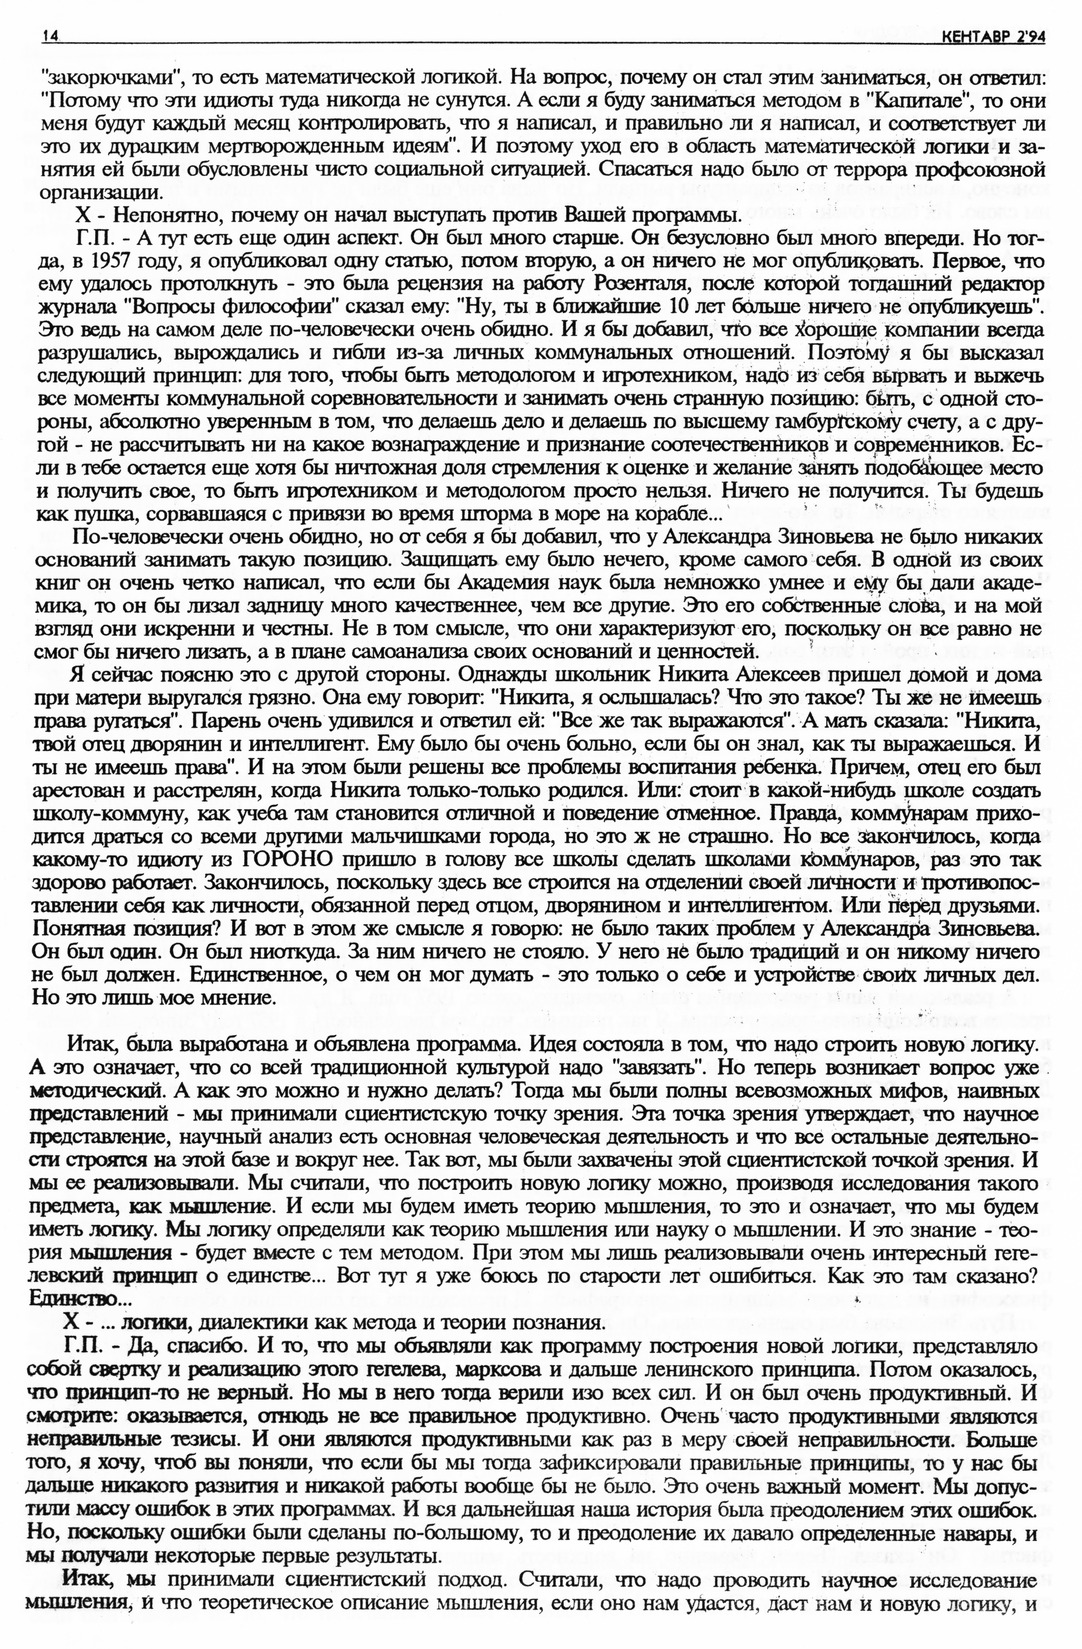 14 КЕНТАВР 2'94
"закорючками", то есть математической логикой. На вопрос, почему он стал этим заниматься, он ответил:
"Потому что эти идиоты туда никогда не сунутся. А если я буду заниматься методом в "Капитале", то они
меня будут каждый месяц контролировать, что я написал, и правильно ли я написал, и соответствует ли
это их дурацким мертворожденным идеям". И поэтому уход его в область математической логики и за-
нятия ей были обусловлены чисто социальной ситуацией. Спасаться надо было от террора профсоюзной
организации.
Х - Непонятно, почему он начал выступать против Вашей программы.
Г.П. - А тут есть еще один аспект. Он был много старше. Он безусловно был много впереди. Но тог-
да, в 1957 году, я опубликовал одну статью, потом вторую, а он ничего не мог опубликовать. Первое, что
ему удалось протолкнуть - это была рецензия на работу Розенталя, после которой тогдашний редактор
журнала "Вопросы философии" сказал ему: "Ну, ты в ближайшие 10 лет больше ничего не опубликуешь".
Это ведь на самом деле по-человечески очень обидно. И я бы добавил, что все хорошие компании всегда
разрушались, вырождались и гибли из-за личных коммунальных отношений. Поэтому я бы высказал
следующий принцип: для того, чтобы быть методологом и игротехником, надо из себя вырвать и выжечь
все моменты коммунальной соревновательности и занимать очень странную позицию: быть, с одной сто-
роны, абсолютно уверенным в том, что делаешь дело и делаешь по высшему гамбургскому счету, а с дру-
гой - не рассчитывать ни на какое вознаграждение и признание соотечественников и современников. Ес-
ли в тебе остается еще хотя бы ничтожная доля стремления к оценке и желание занять подобающее место
и получить свое, то быть игротехником и методологом просто нельзя. Ничего не получится. Ты будешь
как пушка, сорвавшаяся с привязи во время шторма в море на корабле...
По-человечески очень обидно, но от себя я бы добавил, что у Александра Зиновьева не было никаких
оснований занимать такую позицию. Защищать ему было нечего, кроме самого себя. В одной из своих
книг он очень четко написал, что если бы Академия наук была немножко умнее и ему бы дали акаде-
мика, то он бы лизал задницу много качественнее, чем все другие. Это его собственные слова, и на мой
взгляд они искренни и честны. Не в том смысле, что они характеризуют его, поскольку он все равно не
смог бы ничего лизать, а в плане самоанализа своих оснований и ценностей.
Я сейчас поясню это с другой стороны. Однажды школьник Никита Алексеев пришел домой и дома
при матери выругался грязно. Она ему говорит: "Никита, я ослышалась? Что это такое? Ты же не имеешь
права ругаться". Парень очень удивился и ответил ей: "Все же так выражаются". А мать сказала: "Никита,
твой отец дворянин и интеллигент. Ему было бы очень больно, если бы он знал, как ты выражаешься. И
ты не имеешь права". И на этом были решены все проблемы воспитания ребенка. Причем, отец его был
арестован и расстрелян, когда Никита только-только родился. Или: стоит в какой-нибудь школе создать
школу-коммуну, как учеба там становится отличной и поведение отменное. Правда, коммунарам прихо-
дится драться со всеми другими мальчишками города, но это ж не страшно. Но все закончилось, когда
какому-то идиоту из ГОРОНО пришло в голову все школы сделать школами коммунаров, раз это так
здорово работает. Закончилось, поскольку здесь все строится на отделении своей личности и противопос-
тавлении себя как личности, обязанной перед отцом, дворянином и интеллигентом. Или перед друзьями.
Понятная позиция? И вот в этом же смысле я говорю: не было таких проблем у Александра Зиновьева.
Он был один. Он был ниоткуда. За ним ничего не стояло. У него не было традиций и он никому ничего
не был должен. Единственное, о чем он мог думать - это только о себе и устройстве своих личных дел.
Но это лишь мое мнение.
Итак, была выработана и объявлена программа. Идея состояла в том, что надо строить новую логику.
А это означает, что со всей традиционной культурой надо "завязать". Но теперь возникает вопрос уже
методический. А как это можно и нужно делать? Тогда мы были полны всевозможных мифов, наивных
представлений - мы принимали сциентистскую точку зрения. Эта точка зрения утверждает, что научное
представление, научный анализ есть основная человеческая деятельность и что все остальные деятельно-
сти строятся на этой базе и вокруг нее. Так вот, мы были захвачены этой сциентистской точкой зрения. И
мы ее реализовывали. Мы считали, что построить новую логику можно, производя исследования такого
предмета, как мышление. И если мы будем иметь теорию мышления, то это и означает, что мы будем
иметь логику. Мы логику определяли как теорию мышления или науку о мышлении. И это знание - тео-
рия мышления - будет вместе с тем методом. При этом мы лишь реализовывали очень интересный геге-
левский принцип о единстве... Вот тут я уже боюсь по старости лет ошибиться. Как это там сказано?
Единство...
Х - ... логики, диалектики как метода и теории познания.
Г.П. - Да, спасибо. И то, что мы объявляли как программу построения новой логики, представляло
собой свертку и реализацию этого гегелева, марксова и дальше ленинского принципа. Потом оказалось,
что принцип-то не верный. Но мы в него тогда верили изо всех сил. И он был очень продуктивный. И
смотрите: оказывается, отнюдь не все правильное продуктивно. Очень часто продуктивными являются
неправильные тезисы. И они являются продуктивными как раз в меру своей неправильности. Больше
того, я хочу, чтоб вы поняли, что если бы мы тогда зафиксировали правильные принципы, то у нас бы
дальше никакого развития и никакой работы вообще бы не было. Это очень важный момент. Мы допус-
тили массу ошибок в этих программах. И вся дальнейшая наша история была преодолением этих ошибок.
Но, поскольку ошибки были сделаны по-большому, то и преодоление их давало определенные навары, и
мы получали некоторые первые результаты.
Итак, мы принимали сциентистский подход. Считали, что надо проводить научное исследование
мышления, и что теоретическое описание мышления, если оно нам удастся, даст нам и новую логику, и